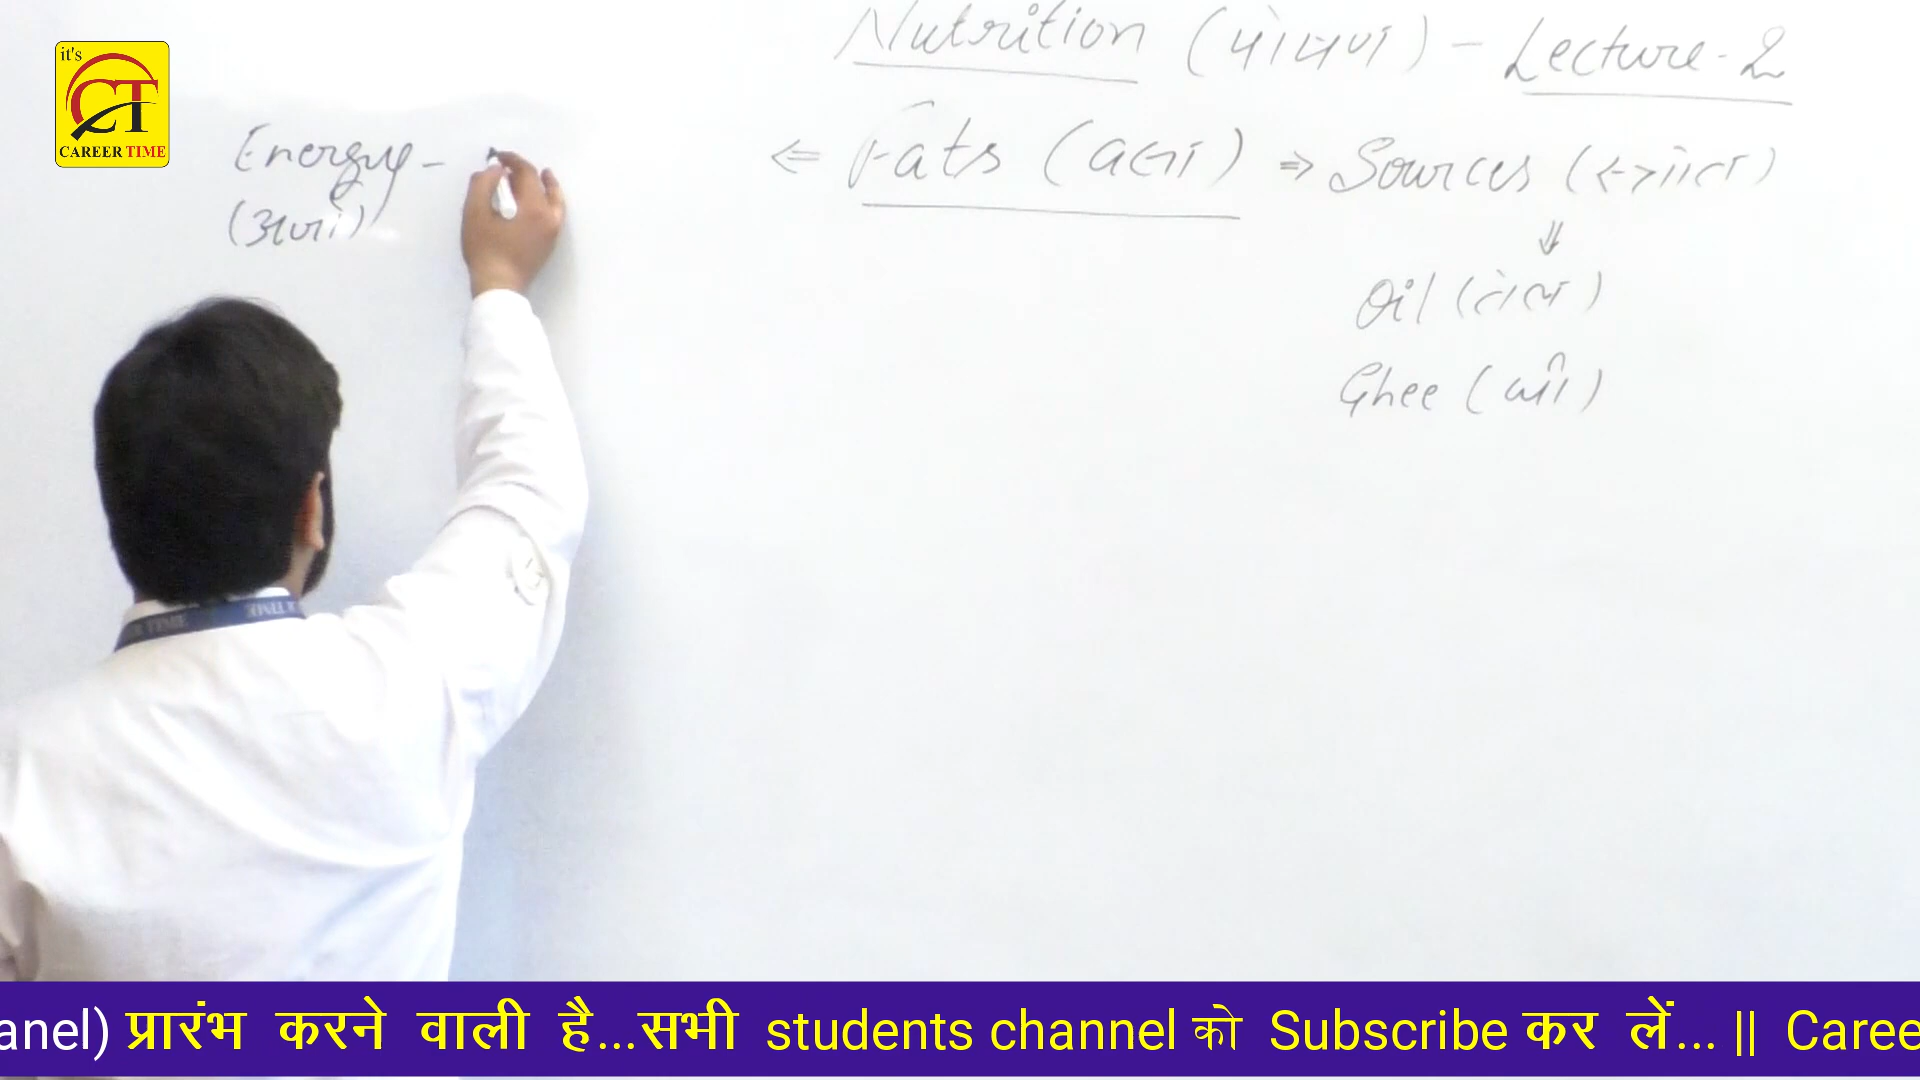 it's
CT
CAREER TIME
Nutrition (पोषण) - Lecture-2
Energy -
(ऊर्जा)
⇐ Fats (वसा) ⇒ Sources (स्त्रोत)
⇓
Oil (तेल)
Ghee (घी)
anel) प्रारंभ करने वाली है...सभी students channel को Subscribe कर लें... || Caree